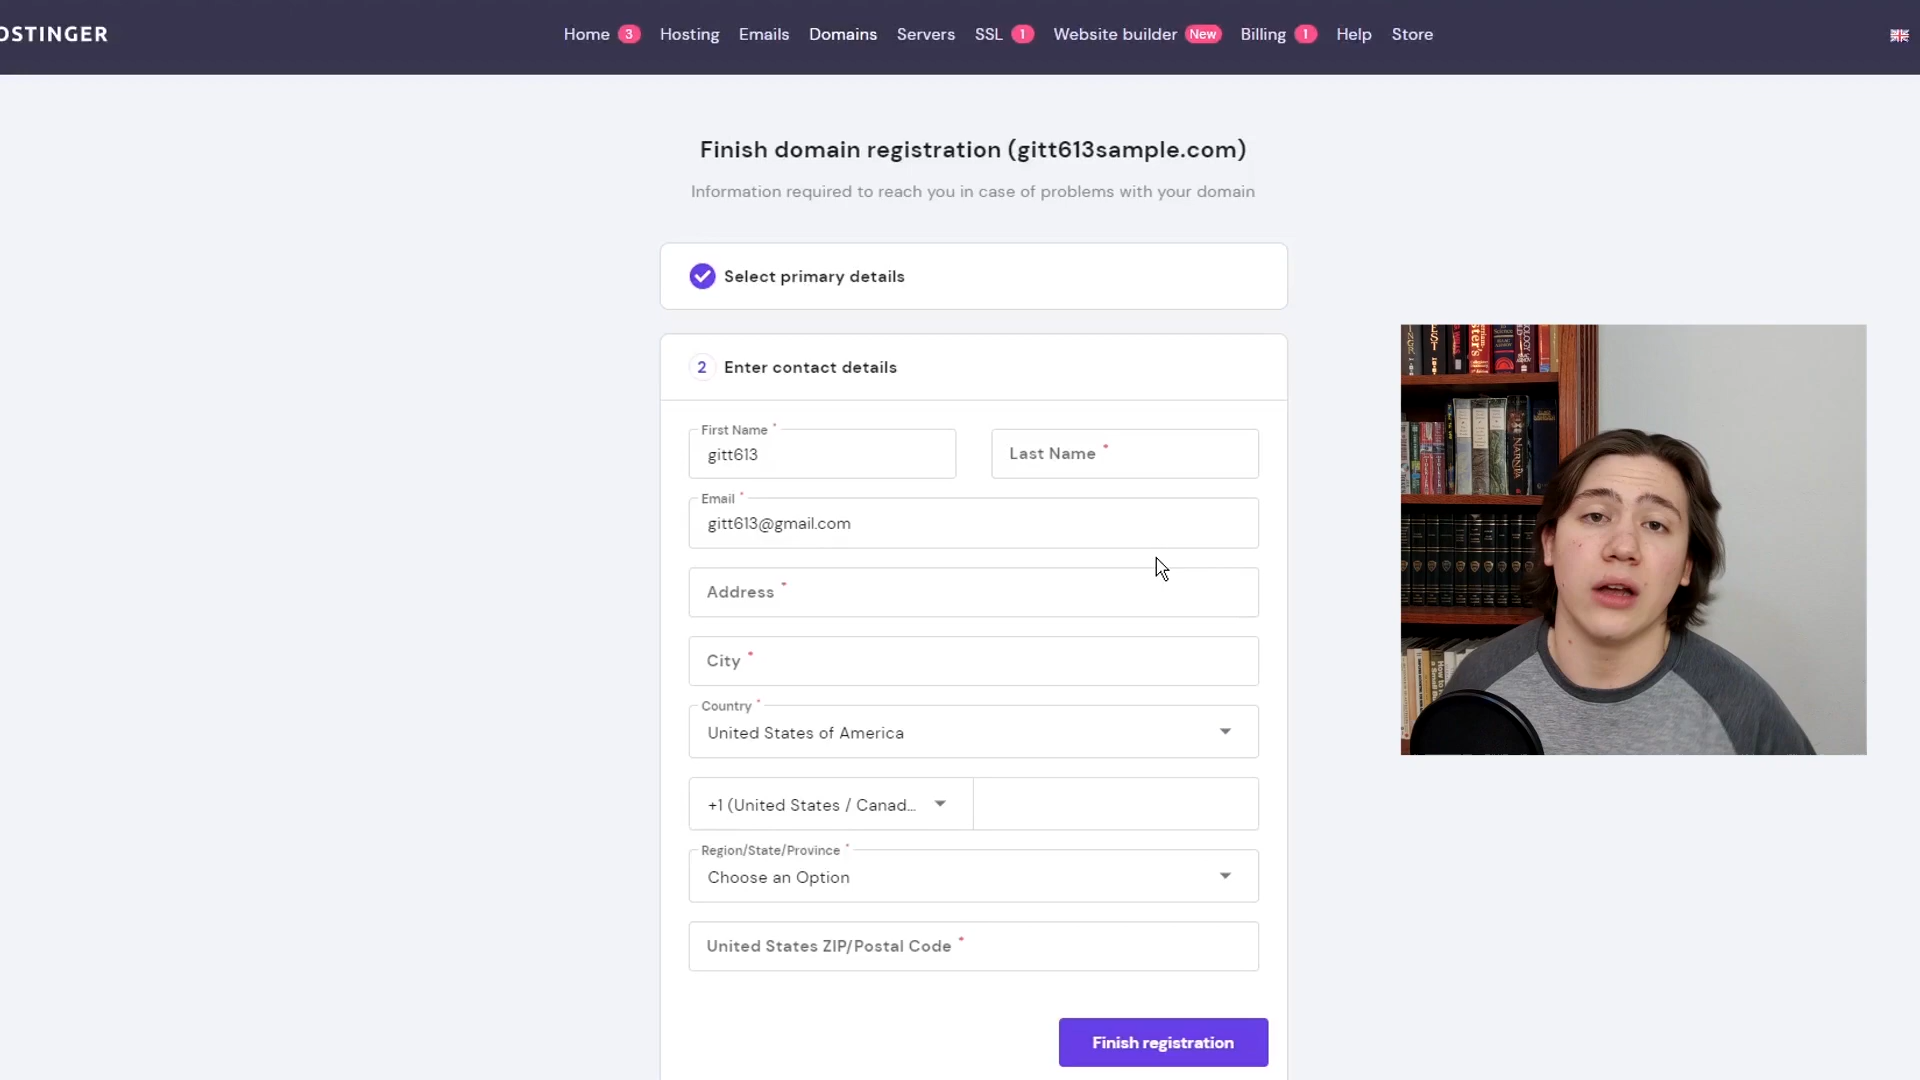 OSTINGER
Home 3 Hosting Emails Domains Servers SSL 1 Website builder New Billing 1 Help Store
Finish domain registration (gitt613sample.com)
Information required to reach you in case of problems with your domain
Select primary details
2 Enter contact details
First Name *
gitt613
Last Name *
Email *
gitt613@gmail.com
Address *
City *
Country *
United States of America
+1 (United States / Canad...
Region/State/Province *
Choose an Option
United States ZIP/Postal Code *
Finish registration
NARNIA